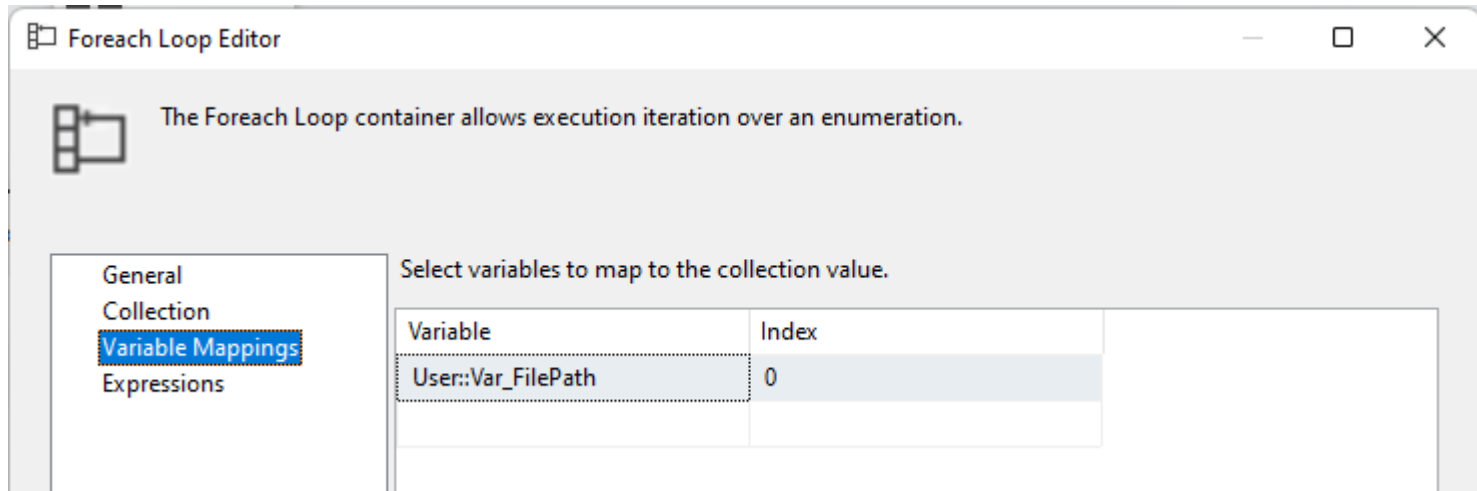 Foreach Loop Editor
The Foreach Loop container allows execution iteration over an enumeration.
General
Collection
Variable Mappings
Expressions
Select variables to map to the collection value.
Variable Index
User::Var_FilePath 0